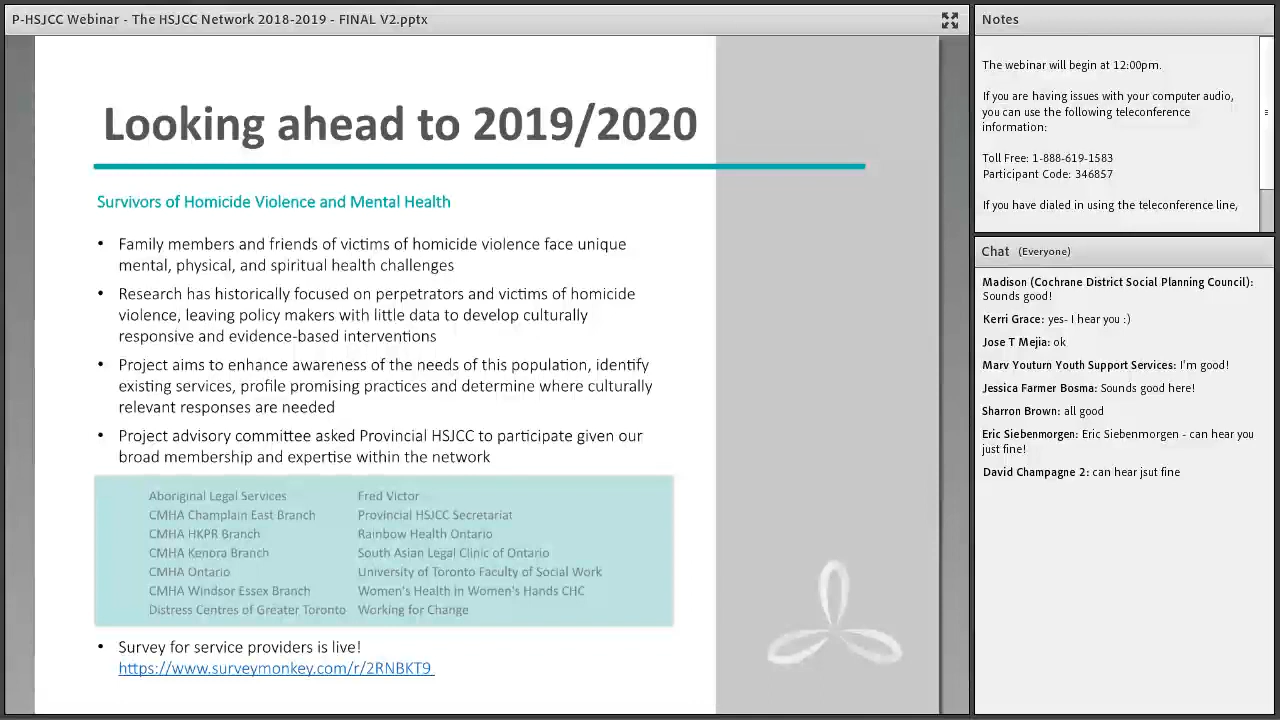 P-HSJCC Webinar - The HSJCC Network 2018-2019 - FINAL V2.pptx
Looking ahead to 2019/2020
Survivors of Homicide Violence and Mental Health
• Family members and friends of victims of homicide violence face unique
mental, physical, and spiritual health challenges
• Research has historically focused on perpetrators and victims of homicide
violence, leaving policy makers with little data to develop culturally
responsive and evidence-based interventions
• Project aims to enhance awareness of the needs of this population, identify
existing services, profile promising practices and determine where culturally
relevant responses are needed
• Project advisory committee asked Provincial HSJCC to participate given our
broad membership and expertise within the network
Aboriginal Legal Services Fred Victor
CMHA Champlain East Branch Provincial HSJCC Secretariat
CMHA HKPR Branch Rainbow Health Ontario
CMHA Kenora Branch South Asian Legal Clinic of Ontario
CMHA Ontario University of Toronto Faculty of Social Work
CMHA Windsor Essex Branch Women's Health in Women's Hands CHC
Distress Centres of Greater Toronto Working for Change
• Survey for service providers is live!
https://www.surveymonkey.com/r/2RNBKT9
Notes
The webinar will begin at 12:00pm.
If you are having issues with your computer audio,
you can use the following teleconference
information:
Toll Free: 1-888-619-1583
Participant Code: 346857
If you have dialed in using the teleconference line,
Chat (Everyone)
Madison (Cochrane District Social Planning Council):
Sounds good!
Kerri Grace: yes- I hear you :)
Jose T Mejia: ok
Marv Youturn Youth Support Services: I'm good!
Jessica Farmer Bosma: Sounds good here!
Sharron Brown: all good
Eric Siebenmorgen: Eric Siebenmorgen - can hear you
just fine!
David Champagne 2: can hear jsut fine